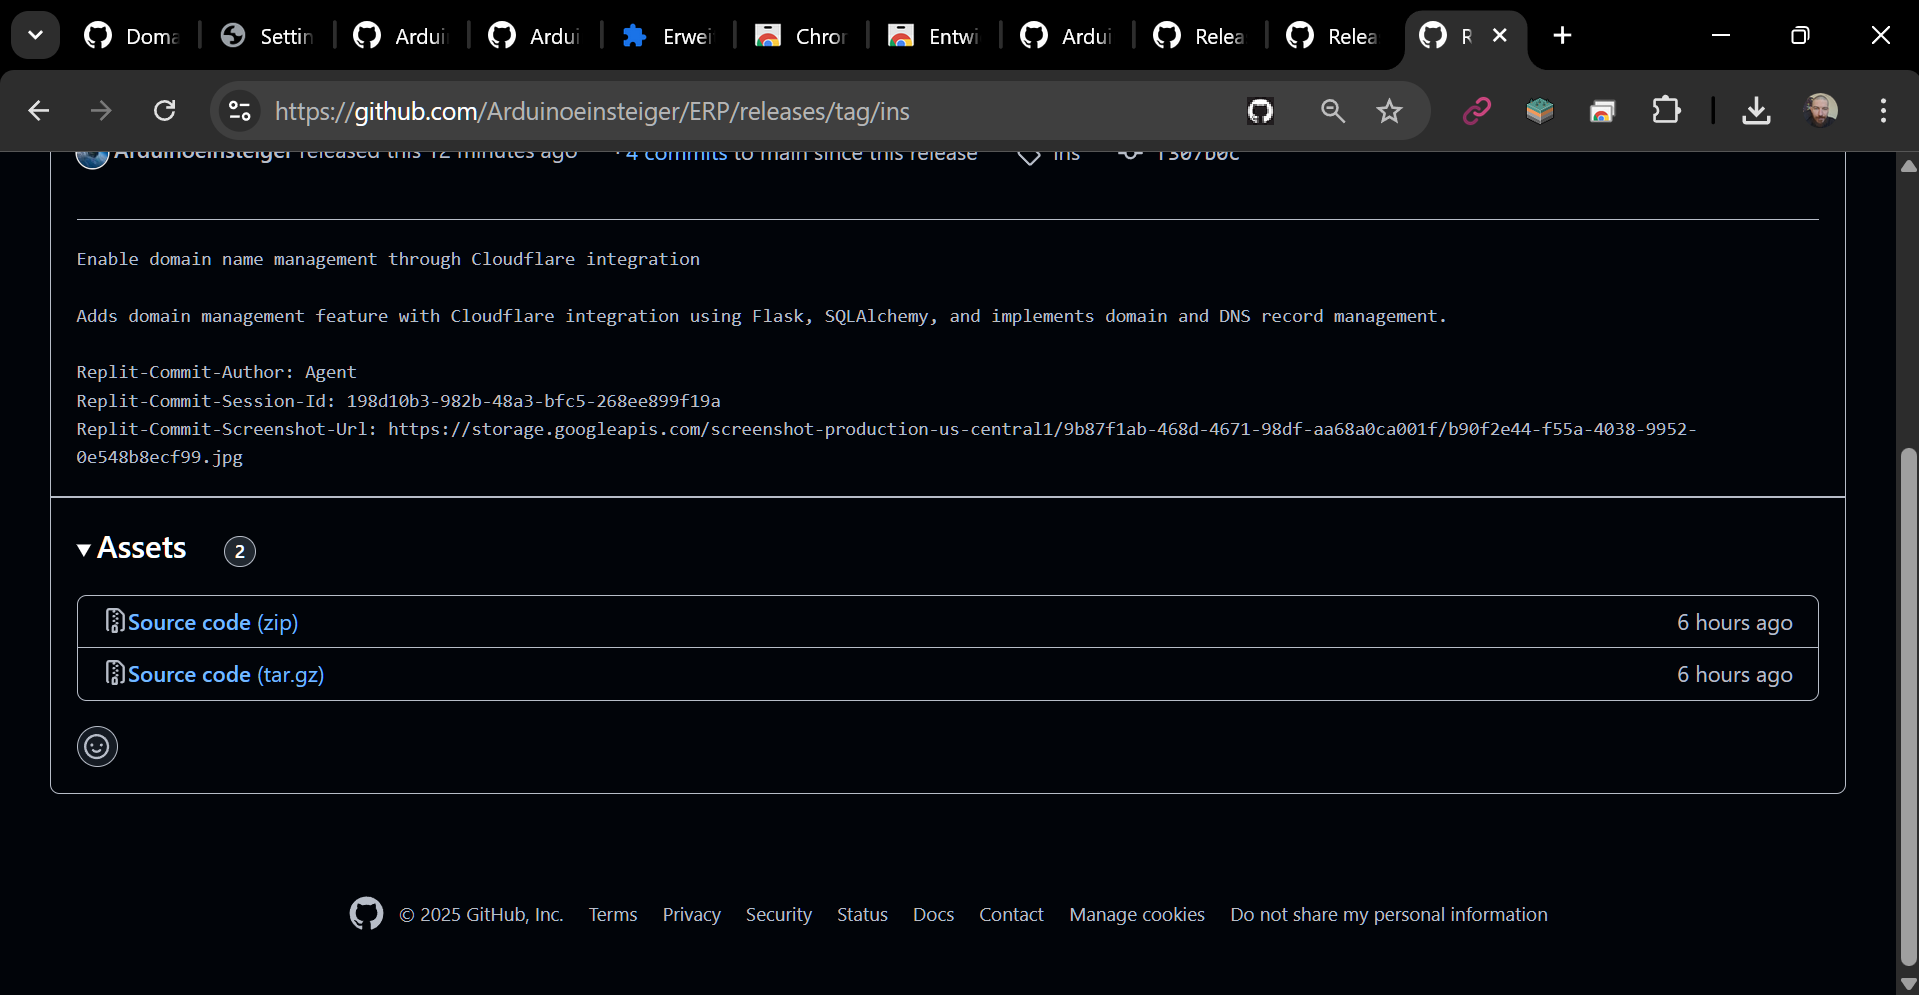 Doma
Settin
Ardui
Ardui
Erwei
Chror
Entwi
Ardui
Relea
Relea
R
https://github.com/Arduinoeinsteiger/ERP/releases/tag/ins
Arduinoeinsteiger released this 12 minutes ago · 4 commits to main since this release ins f307b0c
Enable domain name management through Cloudflare integration
Adds domain management feature with Cloudflare integration using Flask, SQLAlchemy, and implements domain and DNS record management.
Replit-Commit-Author: Agent
Replit-Commit-Session-Id: 198d10b3-982b-48a3-bfc5-268ee899f19a
Replit-Commit-Screenshot-Url: https://storage.googleapis.com/screenshot-production-us-central1/9b87f1ab-468d-4671-98df-aa68a0ca001f/b90f2e44-f55a-4038-9952-
0e548b8ecf99.jpg
Assets 2
Source code (zip) 6 hours ago
Source code (tar.gz) 6 hours ago
© 2025 GitHub, Inc. Terms Privacy Security Status Docs Contact Manage cookies Do not share my personal information